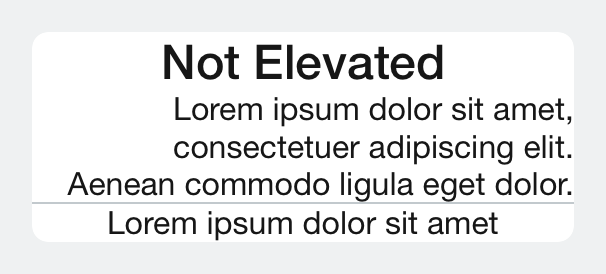 Not Elevated
Lorem ipsum dolor sit amet,
consectetuer adipiscing elit.
Aenean commodo ligula eget dolor.
Lorem ipsum dolor sit amet